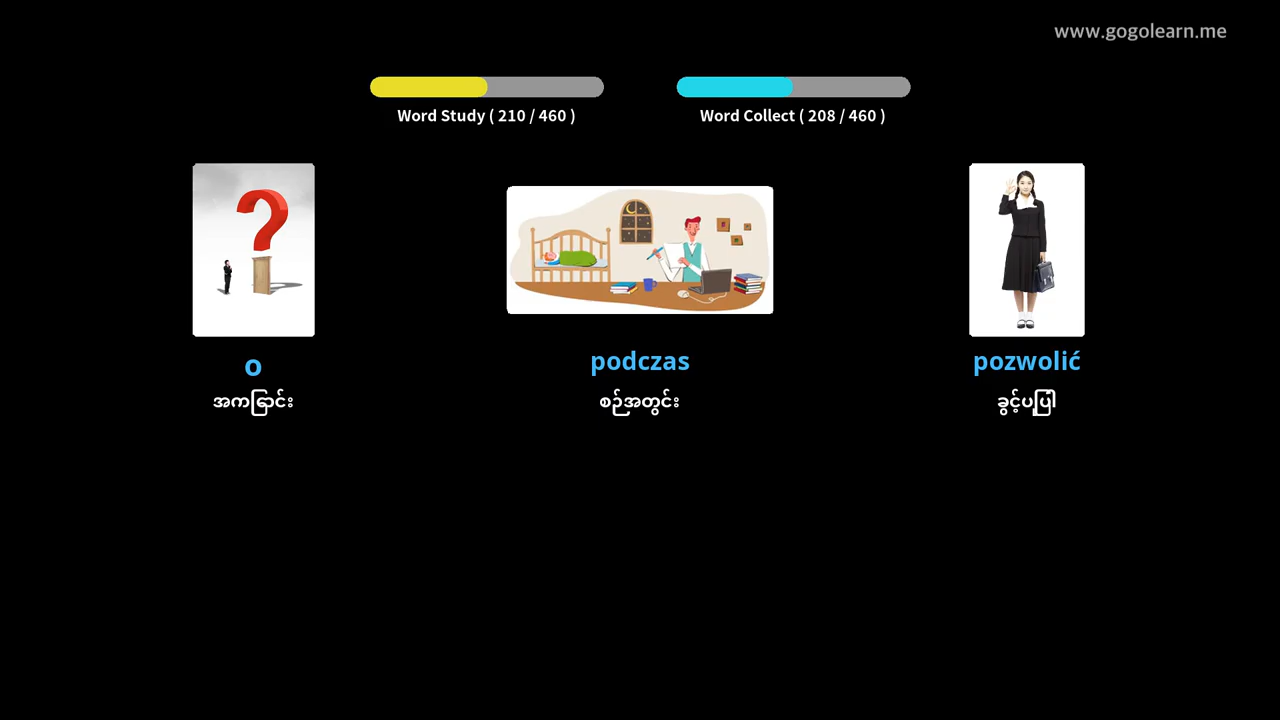 www.gogolearn.me
Word Study ( 210 / 460 )
Word Collect ( 208 / 460 )
o
podczas
pozwolić
အကြောင်း
စဉ်အတွင်း
ခွင့်ပြုပါ